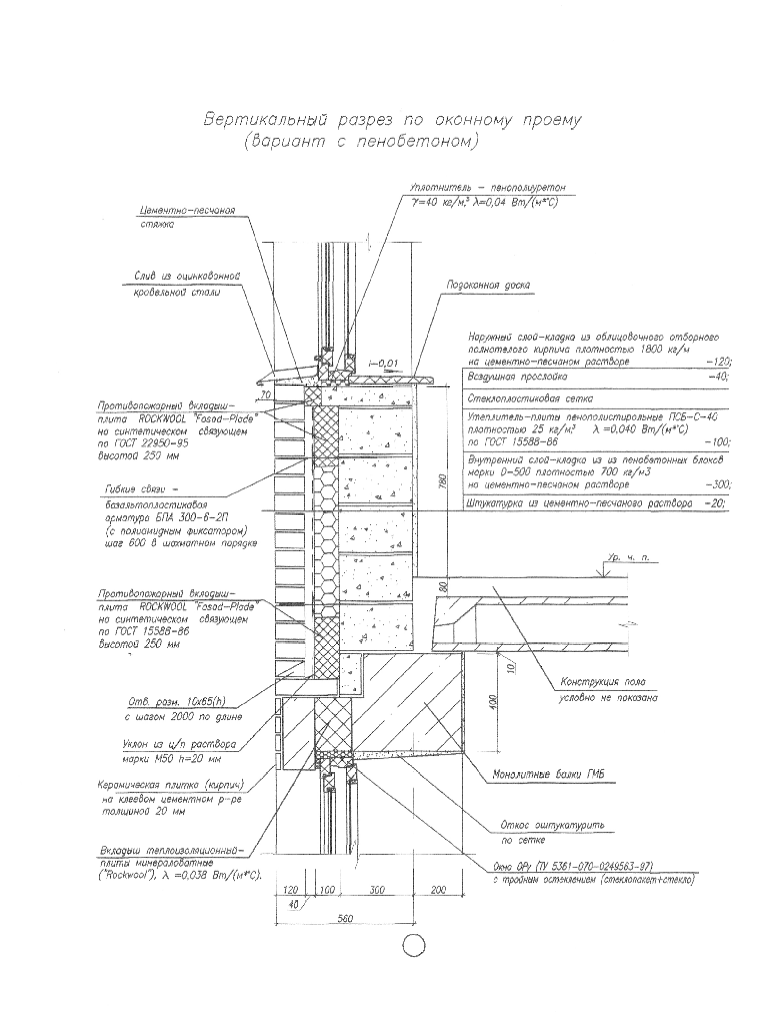 Вертикальный разрез по оконному проему
(вариант с пенобетоном)
Уплотнитель - пенополиуретан
γ=40 кг/м,³ λ=0,04 Вт/(м*°С)
Цементно-песчаная
стяжка
Слив из оцинкованной
кровельной стали
Подоконная доска
i=0,01
Наружный слой-кладка из облицовочного отборного
полнотелого кирпича плотностью 1800 кг/м
на цементно-песчаном растворе -120;
Воздушная прослойка -40;
Стеклопластиковая сетка
Утеплитель-плиты пенополистирольные ПСБ-С-40
плотностью 25 кг/м³ λ =0,040 Вт/(м*°С)
по ГОСТ 15588-86 -100;
Внутренний слой-кладка из из пенобетонных блоков
марки D-500 плотностью 700 кг/м3
на цементно-песчаном растворе -300;
Штукатурка из цементно-песчаного раствора -20;
70
Противопожарный вкладыш-
плита ROCKWOOL "Fasad-Plade"
на синтетическом связующем
по ГОСТ 22950-95
высотой 250 мм
780
Гибкие связи -
базальтопластиковая
арматура БПА 300-6-2П
(с полиамидным фиксатором)
шаг 600 в шахматном порядке
Ур. ч. п.
80
Противопожарный вкладыш-
плита ROCKWOOL "Fasad-Plade"
на синтетическом связующем
по ГОСТ 15588-86
высотой 250 мм
10
Конструкция пола
условно не показана
400
Отв. разм. 10x65(h)
с шагом 2000 по длине
Уклон из ц/п раствора
марки М50 h=20 мм
Монолитные балки ГМБ
Керамическая плитка (кирпич)
на клеевом цементном р-ре
толщиной 20 мм
Откос оштукатурить
по сетке
Вкладыш теплоизоляционный-
плиты минераловатные
("Rockwool"), λ =0,038 Вт/(м*°С).
Окно ОРу (ТУ 5361-070-0249563-97)
с тройным остеклением (стеклопакет+стекло)
120 100 300 200
40
560